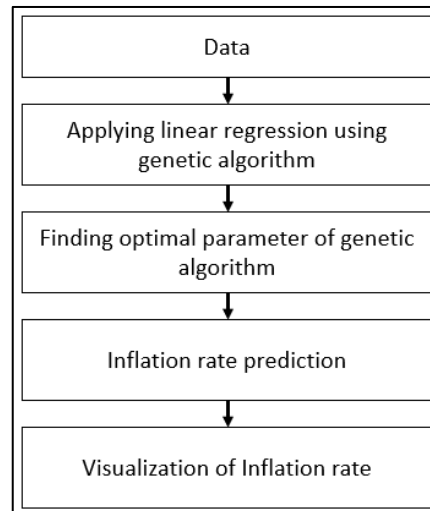 Data
Applying linear regression using
genetic algorithm
Finding optimal parameter of genetic
algorithm
Inflation rate prediction
Visualization of Inflation rate